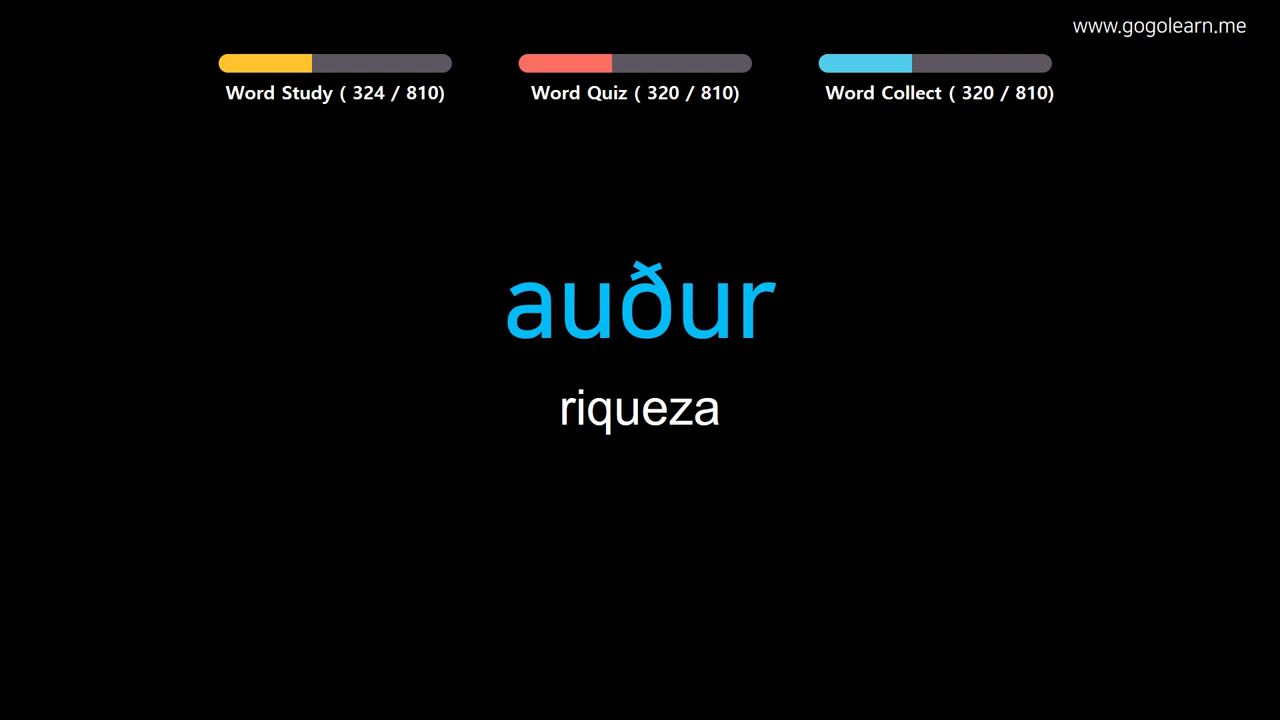 www.gogolearn.me
Word Study ( 324 / 810)
Word Quiz ( 320 / 810)
Word Collect ( 320 / 810)
auður
riqueza